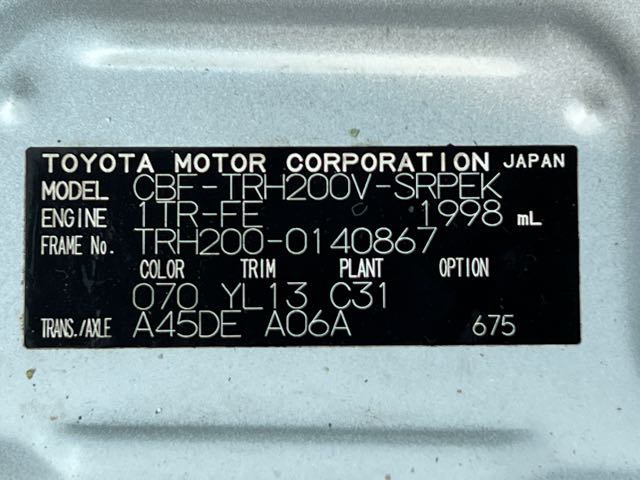 TOYOTA MOTOR CORPORATION JAPAN
MODEL CBF-TRH200V-SRPEK
ENGINE 1TR-FE 1998 mL
FRAME No. TRH200-0140867
COLOR TRIM PLANT OPTION
070 YL13 C31
TRANS./AXLE A45DE A06A 675